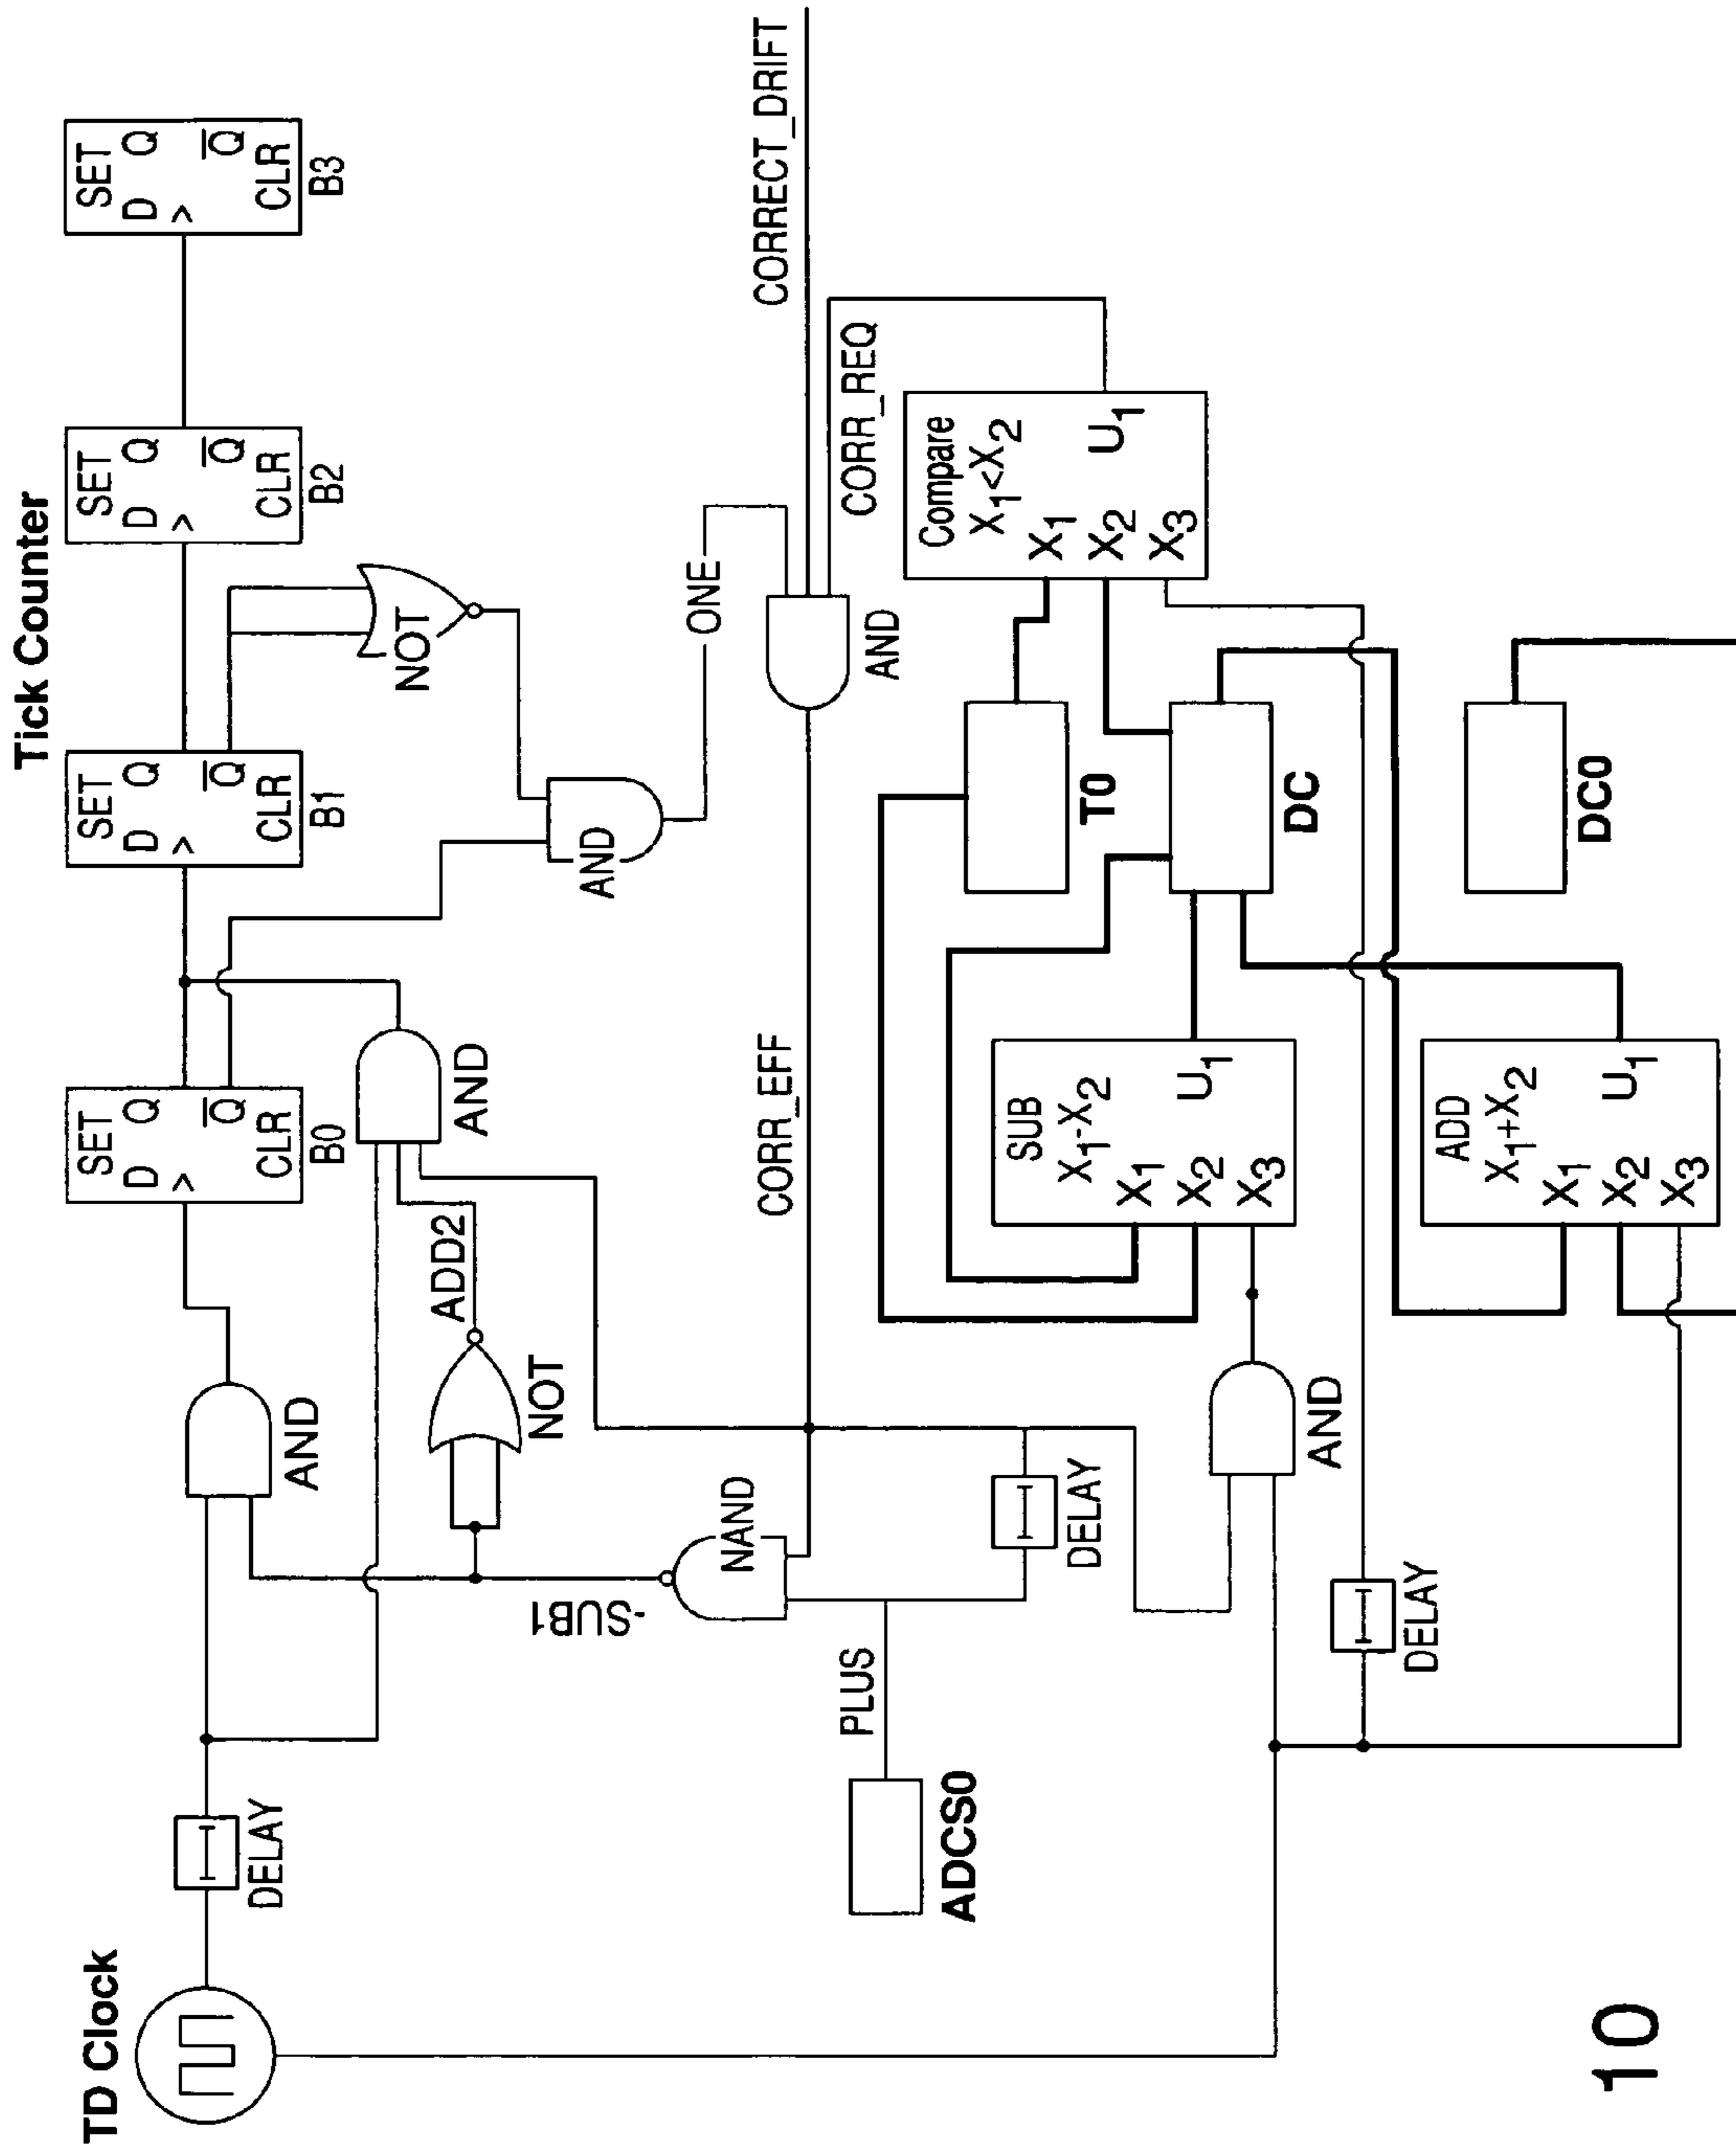 Tick Counter
TD Clock
DELAY
AND
SET
D Q
Q
CLR
B0
SET
D Q
Q
CLR
B1
SET
D Q
Q
CLR
B2
SET
D Q
Q
CLR
B3
AND
NOT
ADD2
NOT
AND
ONE
-SUB1
NAND
PLUS
ADCS0
DELAY
CORR_EFF
AND
CORRECT_DRIFT
CORR_REQ
AND
DELAY
SUB
X1-X2
X1
X2 U1
X3
T0
DC
Compare
X1<X2
X1
X2 U1
X3
ADD
X1+X2
X1
X2 U1
X3
DC0
10